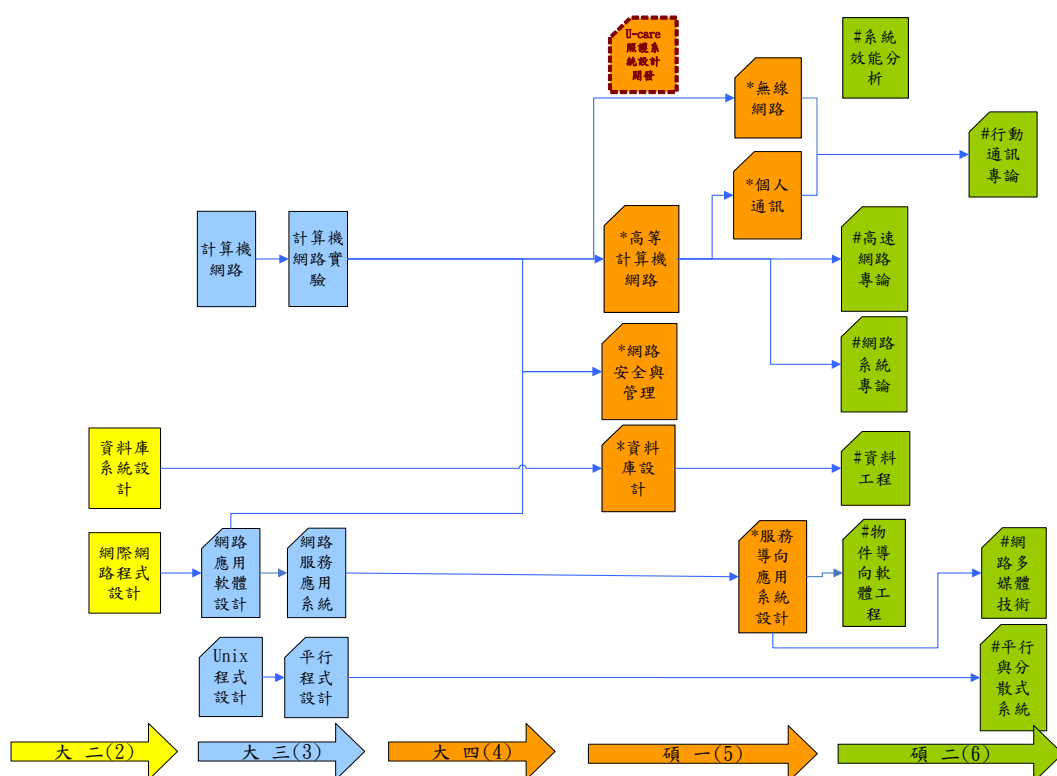 U-care
照護系
統設計
開發
#系統
效能分
析
*無線
網路
#行動
通訊
專論
*個人
通訊
計算機
網路
計算機
網路實
驗
*高等
計算機
網路
#高速
網路
專論
*網路
安全與
管理
#網路
系統
專論
資料庫
系統設
計
*資料
庫設
計
#資料
工程
網際網
路程式
設計
網路
應用
軟體
設計
網路
服務
應用
系統
*服務
導向
應用
系統
設計
#物
件導
向軟
體工
程
#網
路多
媒體
技術
Unix
程式
設計
平行
程式
設計
#平行
與分
散式
系統
大 二(2)
大 三(3)
大 四(4)
碩 一(5)
碩 二(6)